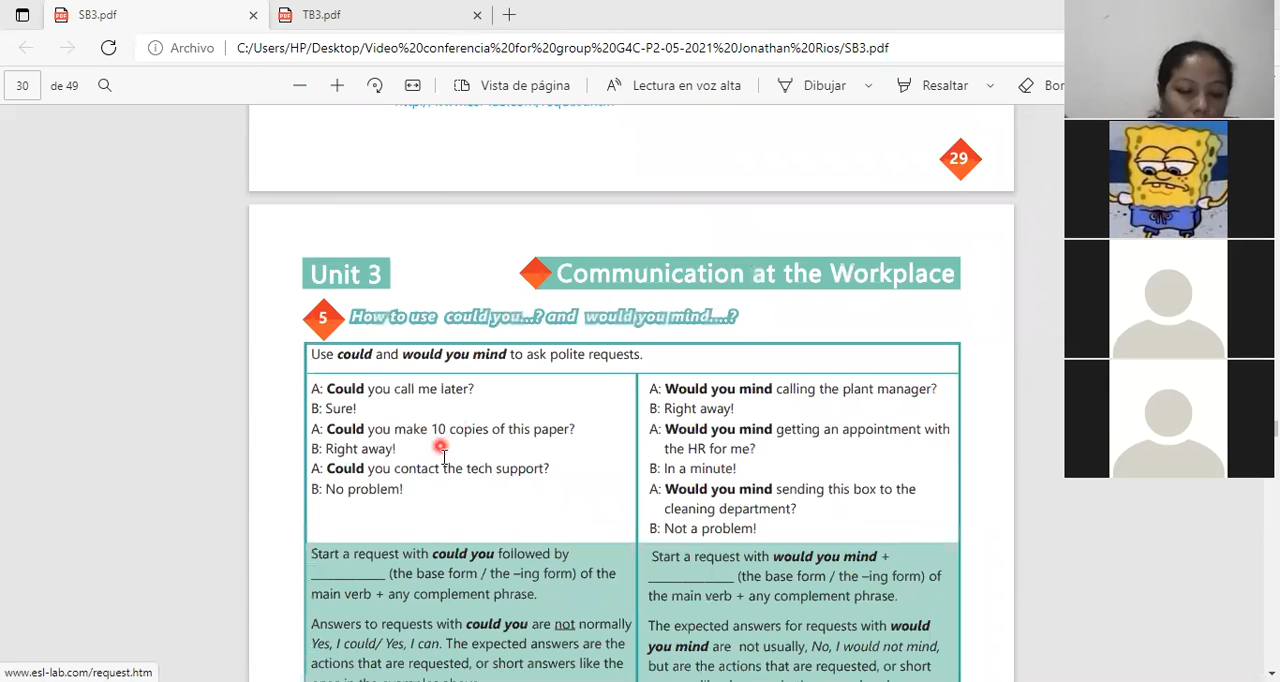 SB3.pdf
TB3.pdf
Archivo
C:/Users/HP/Desktop/Video%20conferencia%20for%20group%20G4C-P2-05-2021%20Jonathan%20Rios/SB3.pdf
30 de 49
Vista de página
Lectura en voz alta
Dibujar
Resaltar
Bor
29
Unit 3
Communication at the Workplace
5 How to use could you...? and would you mind....?
Use could and would you mind to ask polite requests.
A: Could you call me later?
B: Sure!
A: Could you make 10 copies of this paper?
B: Right away!
A: Could you contact the tech support?
B: No problem!
A: Would you mind calling the plant manager?
B: Right away!
A: Would you mind getting an appointment with
the HR for me?
B: In a minute!
A: Would you mind sending this box to the
cleaning department?
B: Not a problem!
Start a request with could you followed by
___________ (the base form / the –ing form) of the
main verb + any complement phrase.
Answers to requests with could you are not normally
Yes, I could/ Yes, I can. The expected answers are the
actions that are requested, or short answers like the
Start a request with would you mind +
_____________ (the base form / the –ing form) of
the main verb + any complement phrase.
The expected answers for requests with would
you mind are not usually, No, I would not mind,
but are the actions that are requested, or short
www.esl-lab.com/request.htm